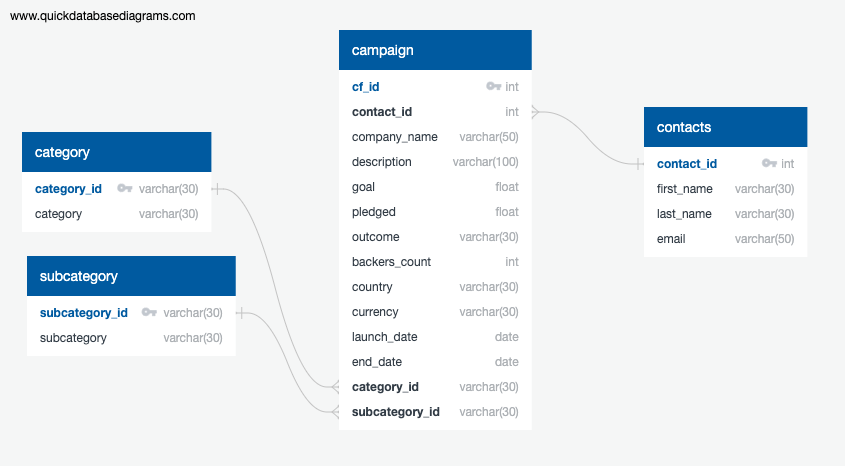 www.quickdatabasediagrams.com
category
category_id varchar(30)
category varchar(30)
subcategory
subcategory_id varchar(30)
subcategory varchar(30)
campaign
cf_id int
contact_id int
company_name varchar(50)
description varchar(100)
goal float
pledged float
outcome varchar(30)
backers_count int
country varchar(30)
currency varchar(30)
launch_date date
end_date date
category_id varchar(30)
subcategory_id varchar(30)
contacts
contact_id int
first_name varchar(30)
last_name varchar(30)
email varchar(50)